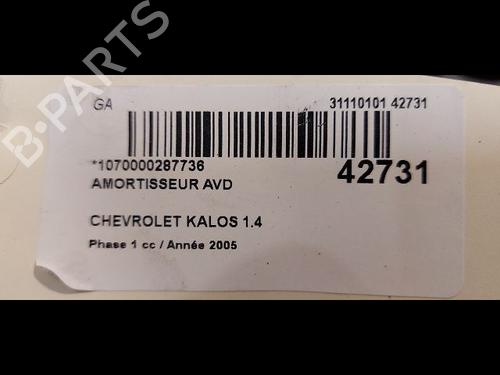 GA 31110101 42731
*1070000287736 42731
AMORTISSEUR AVD
CHEVROLET KALOS 1.4
Phase 1 cc / Année 2005
B-PARTS